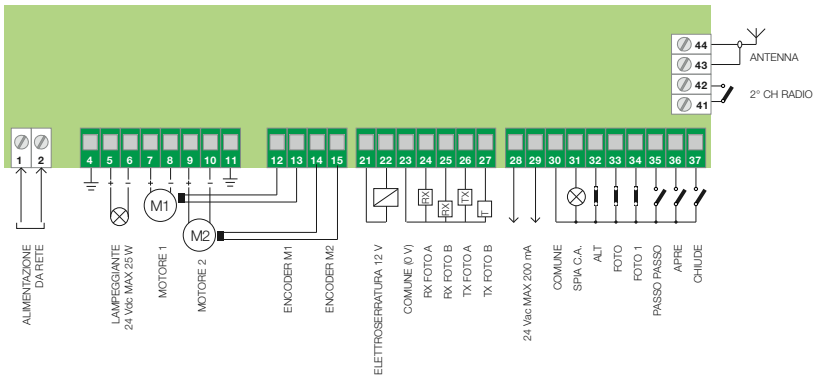 44
43
ANTENNA
42
41
2° CH RADIO
1 2
4 5 6 7 8 9 10 11
12 13 14 15
21 22 23 24 25 26 27
28 29 30 31 32 33 34 35 36 37
+ - + - + -
M1
M2
RX
RX
TX
T
ALIMENTAZIONE
DA RETE
LAMPEGGIANTE
24 Vdc MAX 25 W
MOTORE 1
MOTORE 2
ENCODER M1
ENCODER M2
ELETTROSERRATURA 12 V
COMUNE (0 V)
RX FOTO A
RX FOTO B
TX FOTO A
TX FOTO B
24 Vac MAX 200 mA
COMUNE
SPIA C.A.
ALT
FOTO
FOTO 1
PASSO PASSO
APRE
CHIUDE